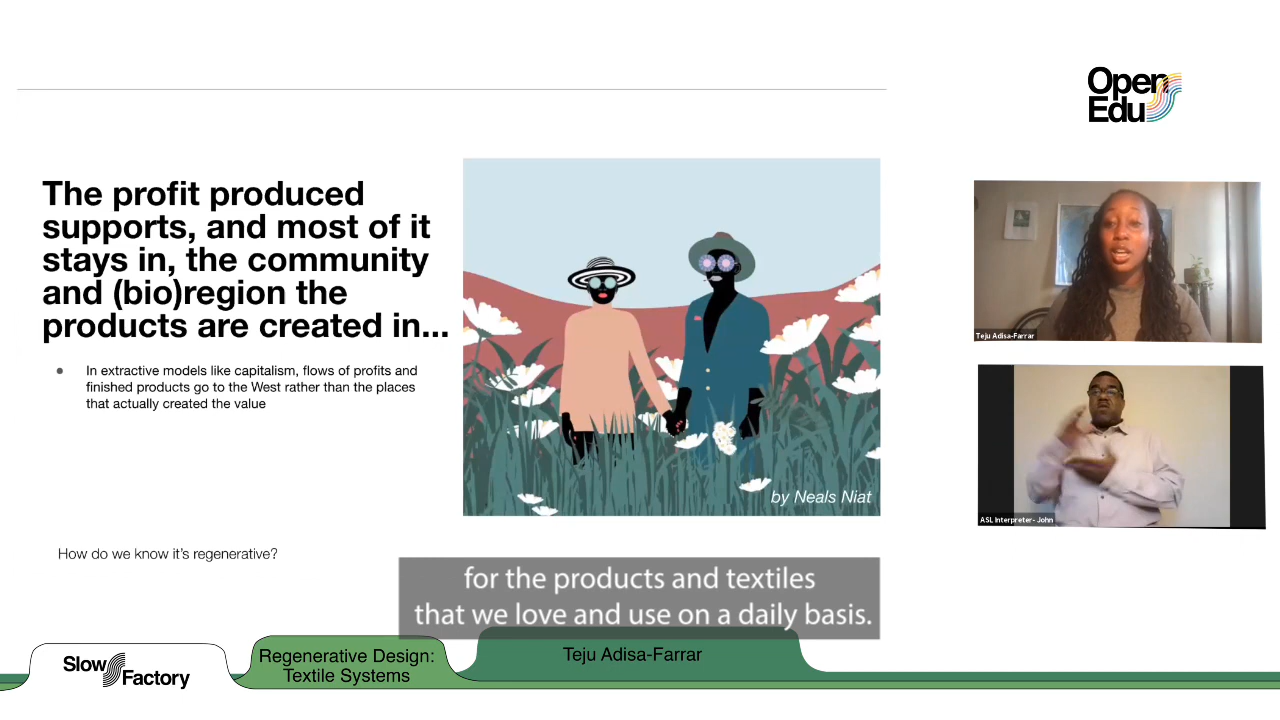 Open
Edu
The profit produced
supports, and most of it
stays in, the community
and (bio)region the
products are created in...
● In extractive models like capitalism, flows of profits and
finished products go to the West rather than the places
that actually created the value
by Neals Niat
Teju Adisa-Farrar
ASL Interpreter- John
How do we know it’s regenerative?
for the products and textiles
that we love and use on a daily basis.
Slow
Factory
Regenerative Design:
Textile Systems
Teju Adisa-Farrar